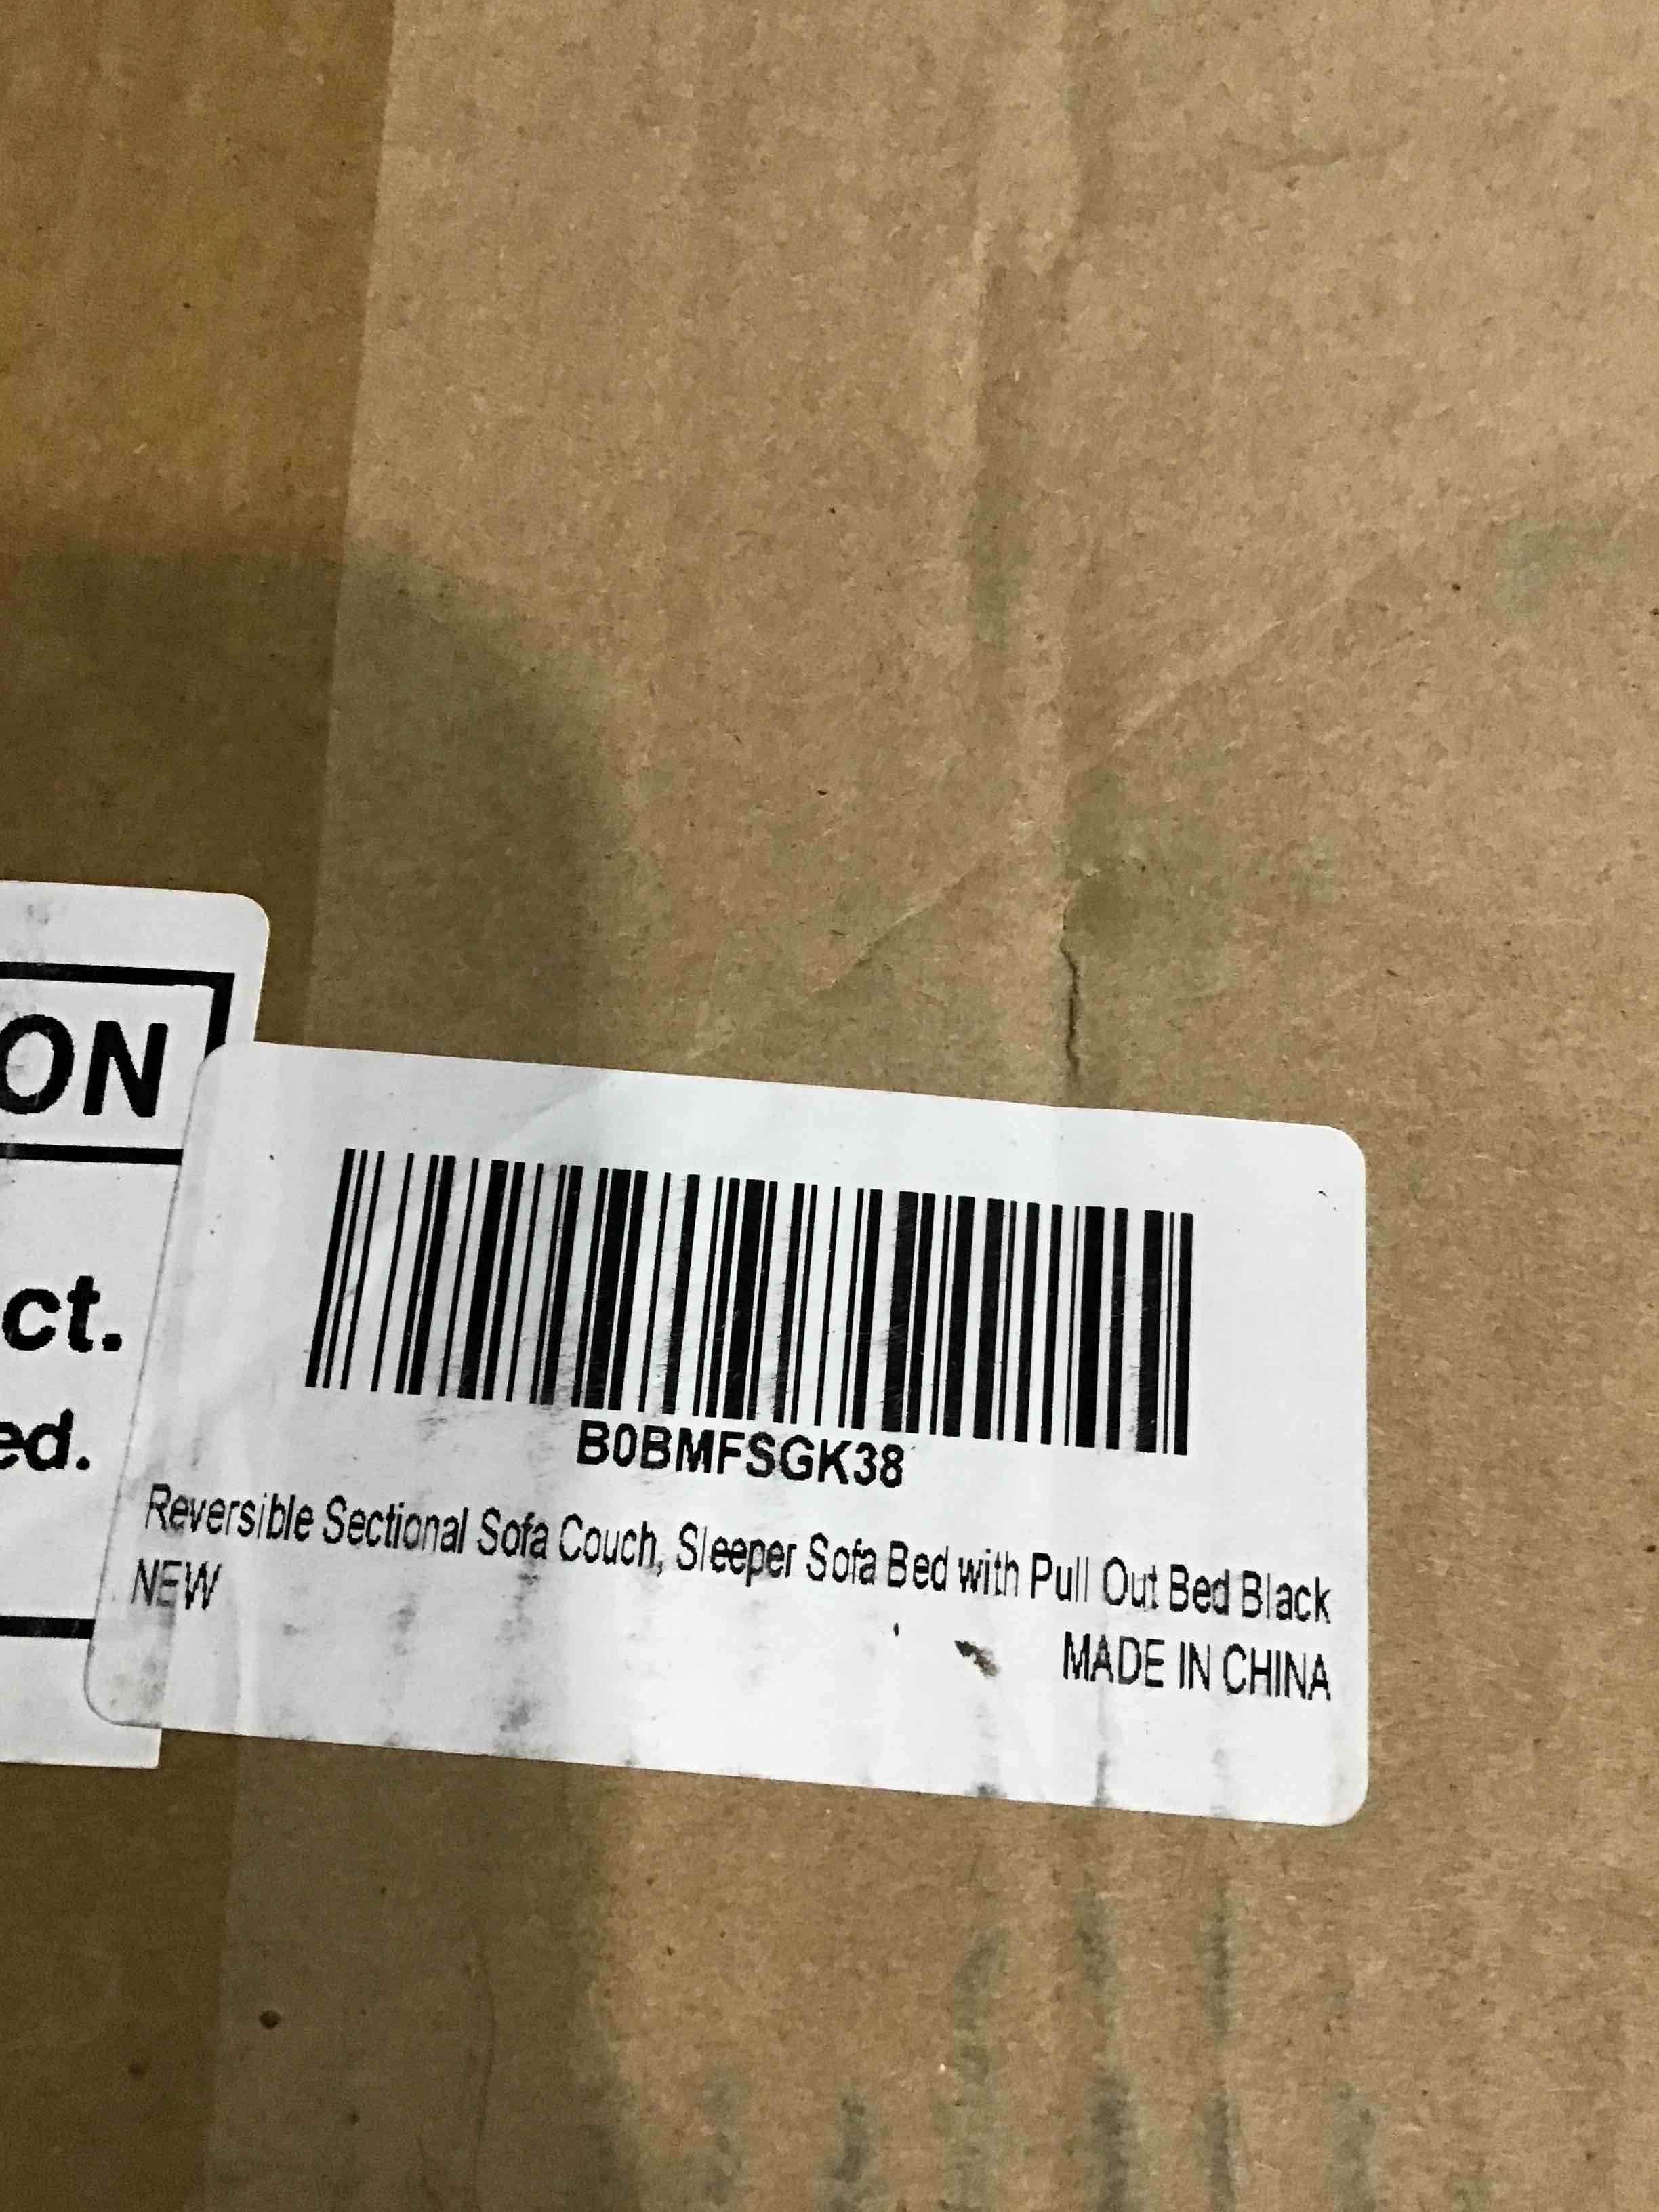 ON
ct.
ed.
B0BMFSGK38
Reversible Sectional Sofa Couch, Sleeper Sofa Bed with Pull Out Bed Black
NEW
MADE IN CHINA